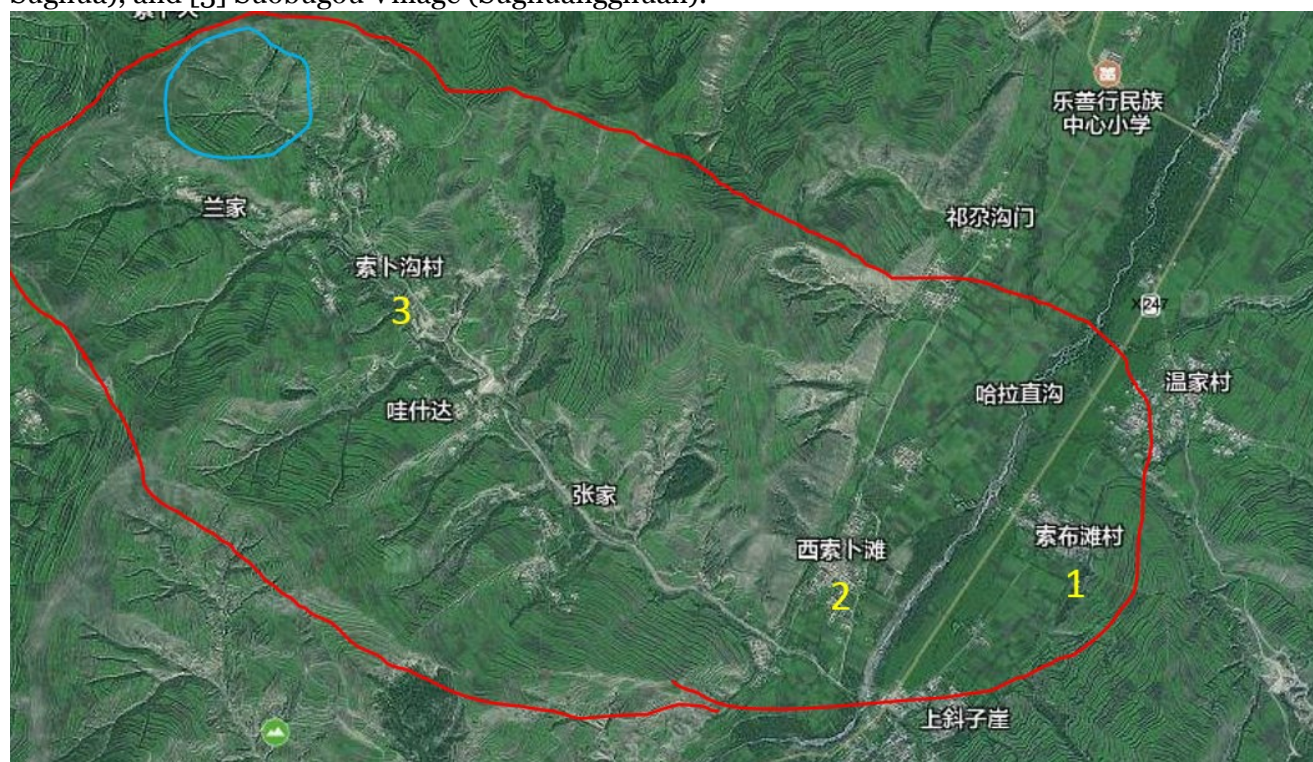 Sughua), and [3] Suobugou Village (Sughuangghuan).
乐善行民族
中心小学
兰家
祁尕沟门
索卜沟村
3
X247
哇什达
哈拉直沟
温家村
张家
西索卜滩
2
索布滩村
1
上斜子崖